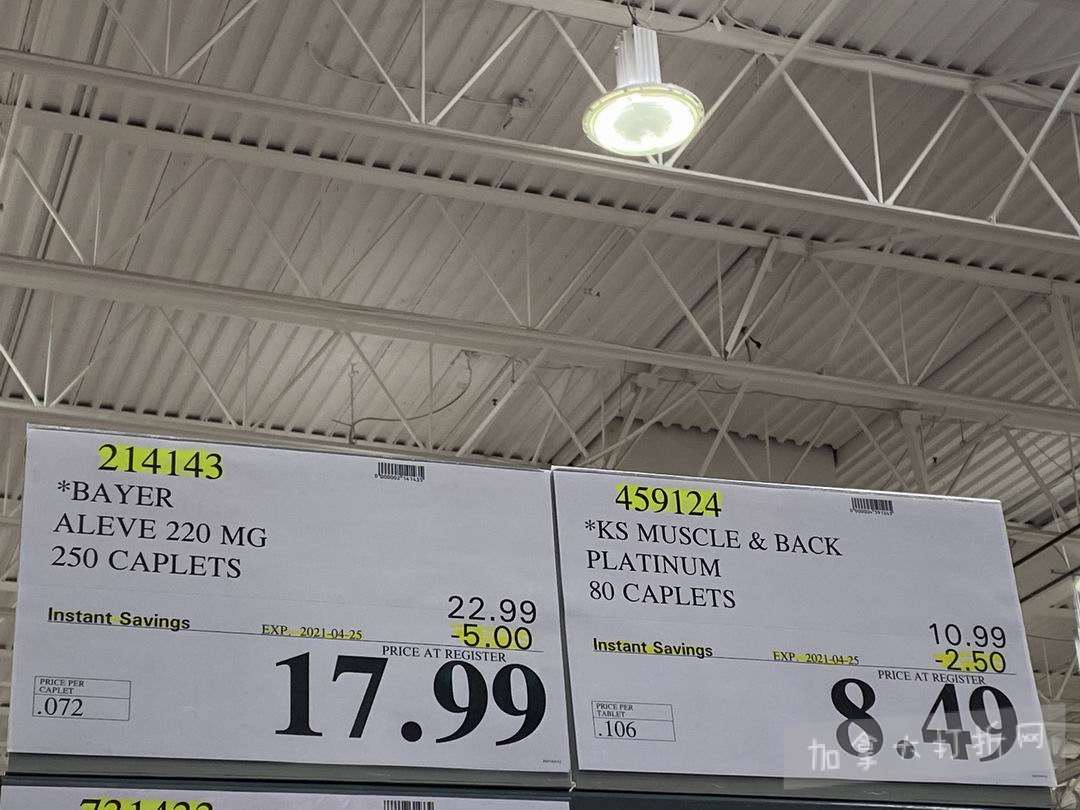 214143
*BAYER
ALEVE 220 MG
250 CAPLETS
22.99
Instant Savings
EXP. 2021-04-25
-5.00
PRICE AT REGISTER
17.99
PRICE PER
CAPLET
.072
459124
*KS MUSCLE & BACK
PLATINUM
80 CAPLETS
10.99
Instant Savings
EXP. 2021-04-25
-2.50
PRICE AT REGISTER
8.49
PRICE PER
TABLET
.106
加拿大打折网